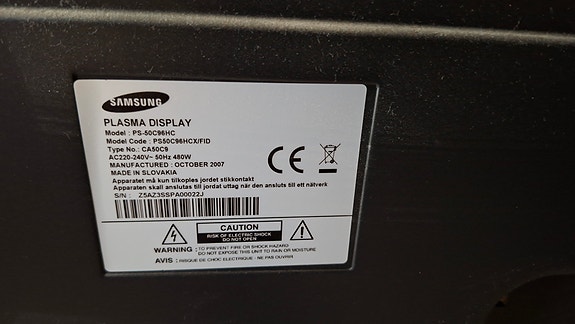 SAMSUNG
PLASMA DISPLAY
Model : PS-50C96HC
Model Code : PS50C96HCX/FID
Type No. : CA50C9
AC220-240V~ 50Hz 480W
MANUFACTURED : OCTOBER 2007
MADE IN SLOVAKIA
Apparatet må kun tilkoples jordet stikkontakt
Apparaten skall anslutas till jordat uttag når den ansluts till ett nätverk
S/N : Z5AZ3SSPA00022J
CE
CAUTION
RISK OF ELECTRIC SHOCK
DO NOT OPEN
WARNING : TO PREVENT FIRE OR SHOCK HAZARD
DO NOT EXPOSE THIS UNIT TO RAIN OR MOISTURE
AVIS : RISQUE DE CHOC ELECTRIQUE - NE PAS OUVRIR